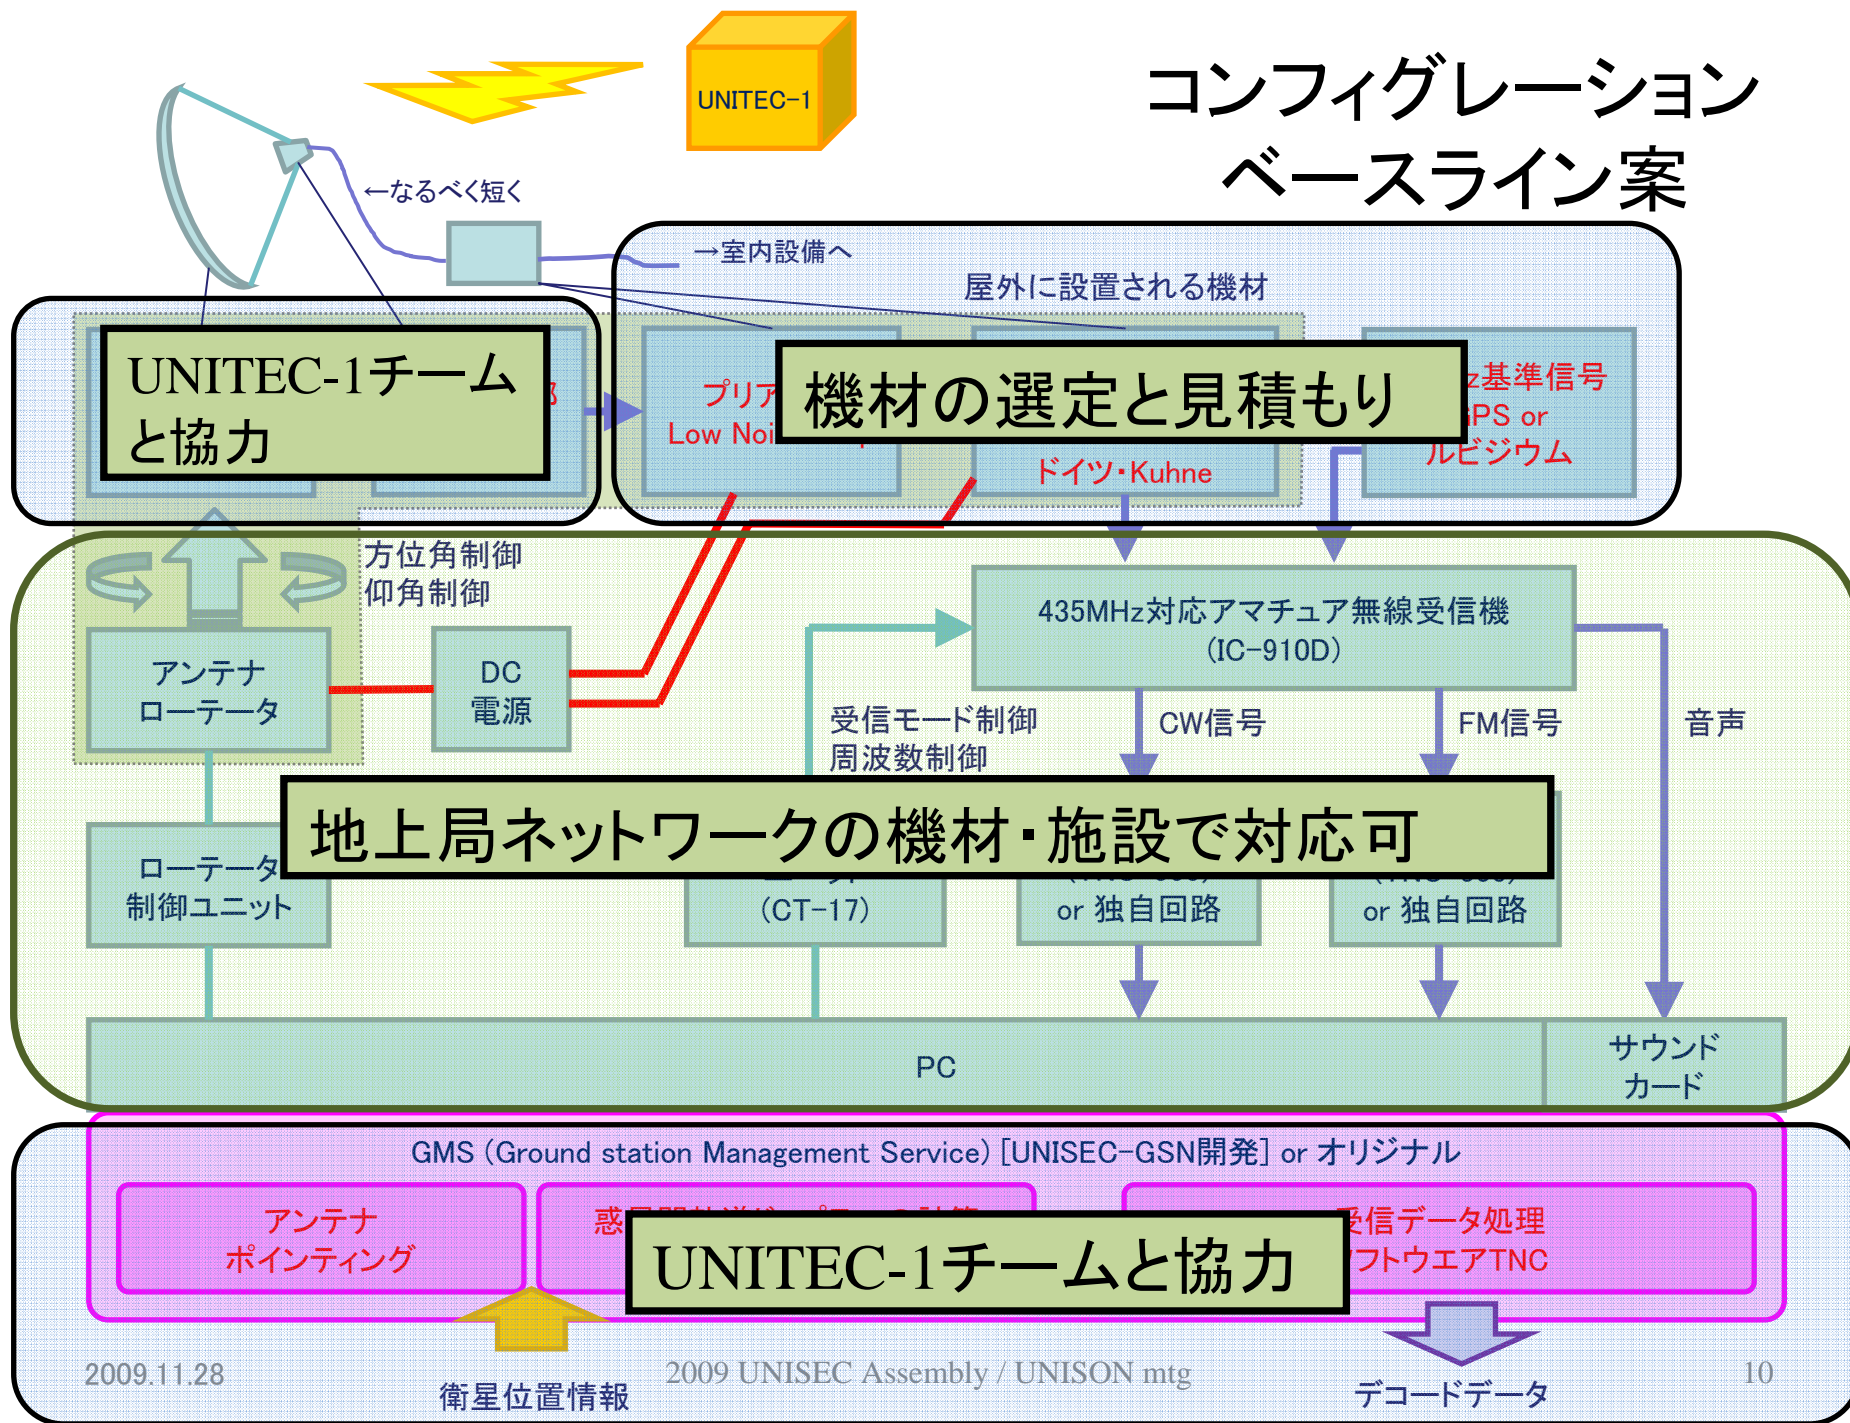 コンフィグレーション
ベースライン案
UNITEC-1
←なるべく短く
→室内設備へ
屋外に設置される機材
UNITEC-1チーム
と協力
機材の選定と見積もり
Low
ドイツ・Kuhne
基準信号
GPS or
ルビジウム
方位角制御
仰角制御
アンテナ
ローテータ
DC
電源
435MHz対応アマチュア無線受信機
(IC-910D)
受信モード制御
周波数制御
CW信号
FM信号
音声
地上局ネットワークの機材・施設で対応可
ローテータ
制御ユニット
(CT-17)
or 独自回路
or 独自回路
PC
サウンド
カード
GMS (Ground station Management Service) [UNISEC-GSN開発] or オリジナル
アンテナ
ポインティング
受信データ処理
ソフトウエアTNC
UNITEC-1チームと協力
衛星位置情報
デコードデータ
2009.11.28
2009 UNISEC Assembly / UNISON mtg
10